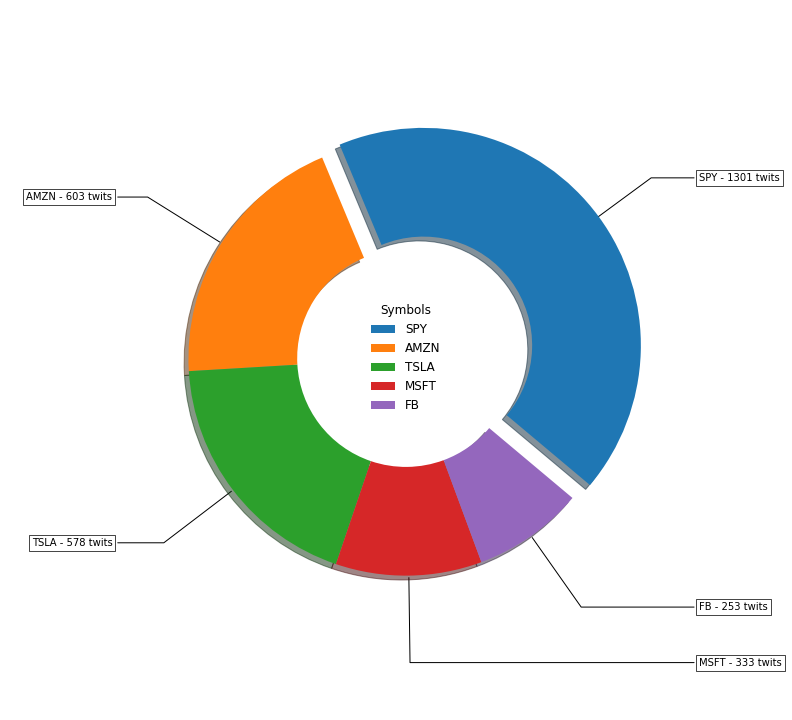 SPY - 1301 twits
AMZN - 603 twits
Symbols
SPY
AMZN
TSLA
MSFT
FB
TSLA - 578 twits
FB - 253 twits
MSFT - 333 twits